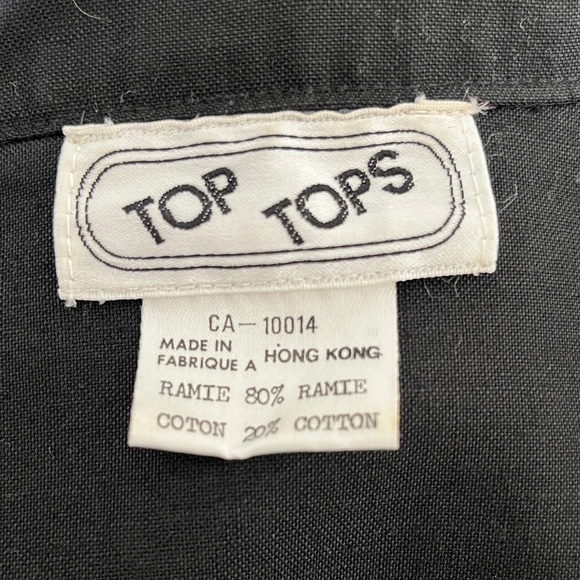 TOP TOPS
CA-10014
MADE IN
FABRIQUE A HONG KONG
RAMIE 80% RAMIE
COTON 20% COTTON